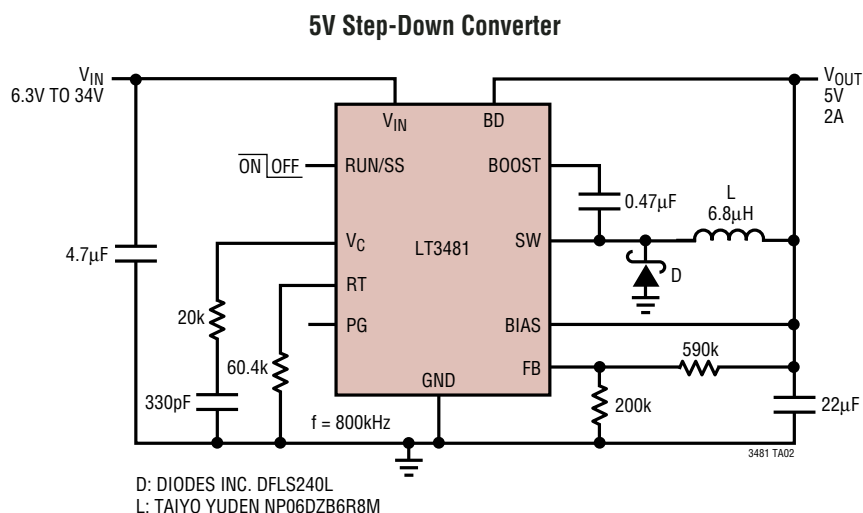 5V Step-Down Converter
VIN
6.3V TO 34V
VOUT
5V
2A
VIN
BD
ON OFF
RUN/SS
BOOST
0.47µF
L
6.8µH
4.7µF
VC
LT3481
SW
D
RT
20k
PG
BIAS
60.4k
590k
FB
330pF
GND
200k
22µF
f = 800kHz
3481 TA02
D: DIODES INC. DFLS240L
L: TAIYO YUDEN NP06DZB6R8M